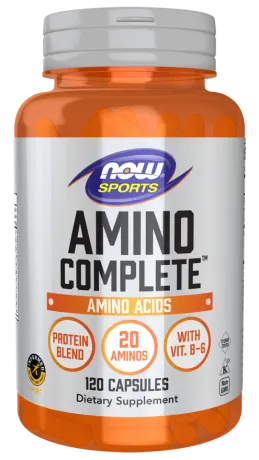 NOW
SPORTS
AMINO
COMPLETE™
AMINO ACIDS
PROTEIN
BLEND
20
AMINOS
WITH
VIT. B-6
120 CAPSULES
Dietary Supplement